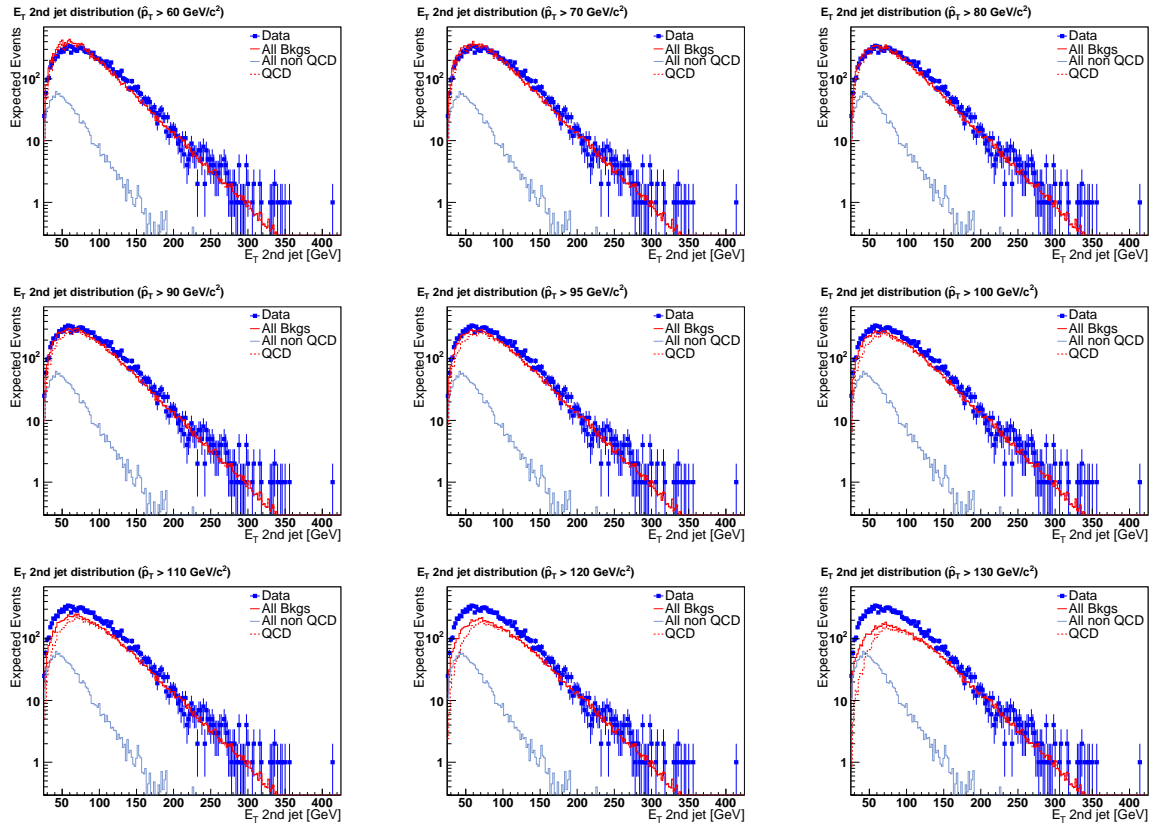 E_T 2nd jet distribution (p̂_T > 60 GeV/c²)
Expected Events
Data
All Bkgs
All non QCD
QCD
10²
10
1
50 100 150 200 250 300 350 400
E_T 2nd jet [GeV]
E_T 2nd jet distribution (p̂_T > 70 GeV/c²)
Expected Events
Data
All Bkgs
All non QCD
QCD
10²
10
1
50 100 150 200 250 300 350 400
E_T 2nd jet [GeV]
E_T 2nd jet distribution (p̂_T > 80 GeV/c²)
Expected Events
Data
All Bkgs
All non QCD
QCD
10²
10
1
50 100 150 200 250 300 350 400
E_T 2nd jet [GeV]
E_T 2nd jet distribution (p̂_T > 90 GeV/c²)
Expected Events
Data
All Bkgs
All non QCD
QCD
10²
10
1
50 100 150 200 250 300 350 400
E_T 2nd jet [GeV]
E_T 2nd jet distribution (p̂_T > 95 GeV/c²)
Expected Events
Data
All Bkgs
All non QCD
QCD
10²
10
1
50 100 150 200 250 300 350 400
E_T 2nd jet [GeV]
E_T 2nd jet distribution (p̂_T > 100 GeV/c²)
Expected Events
Data
All Bkgs
All non QCD
QCD
10²
10
1
50 100 150 200 250 300 350 400
E_T 2nd jet [GeV]
E_T 2nd jet distribution (p̂_T > 110 GeV/c²)
Expected Events
Data
All Bkgs
All non QCD
QCD
10²
10
1
50 100 150 200 250 300 350 400
E_T 2nd jet [GeV]
E_T 2nd jet distribution (p̂_T > 120 GeV/c²)
Expected Events
Data
All Bkgs
All non QCD
QCD
10²
10
1
50 100 150 200 250 300 350 400
E_T 2nd jet [GeV]
E_T 2nd jet distribution (p̂_T > 130 GeV/c²)
Expected Events
Data
All Bkgs
All non QCD
QCD
10²
10
1
50 100 150 200 250 300 350 400
E_T 2nd jet [GeV]